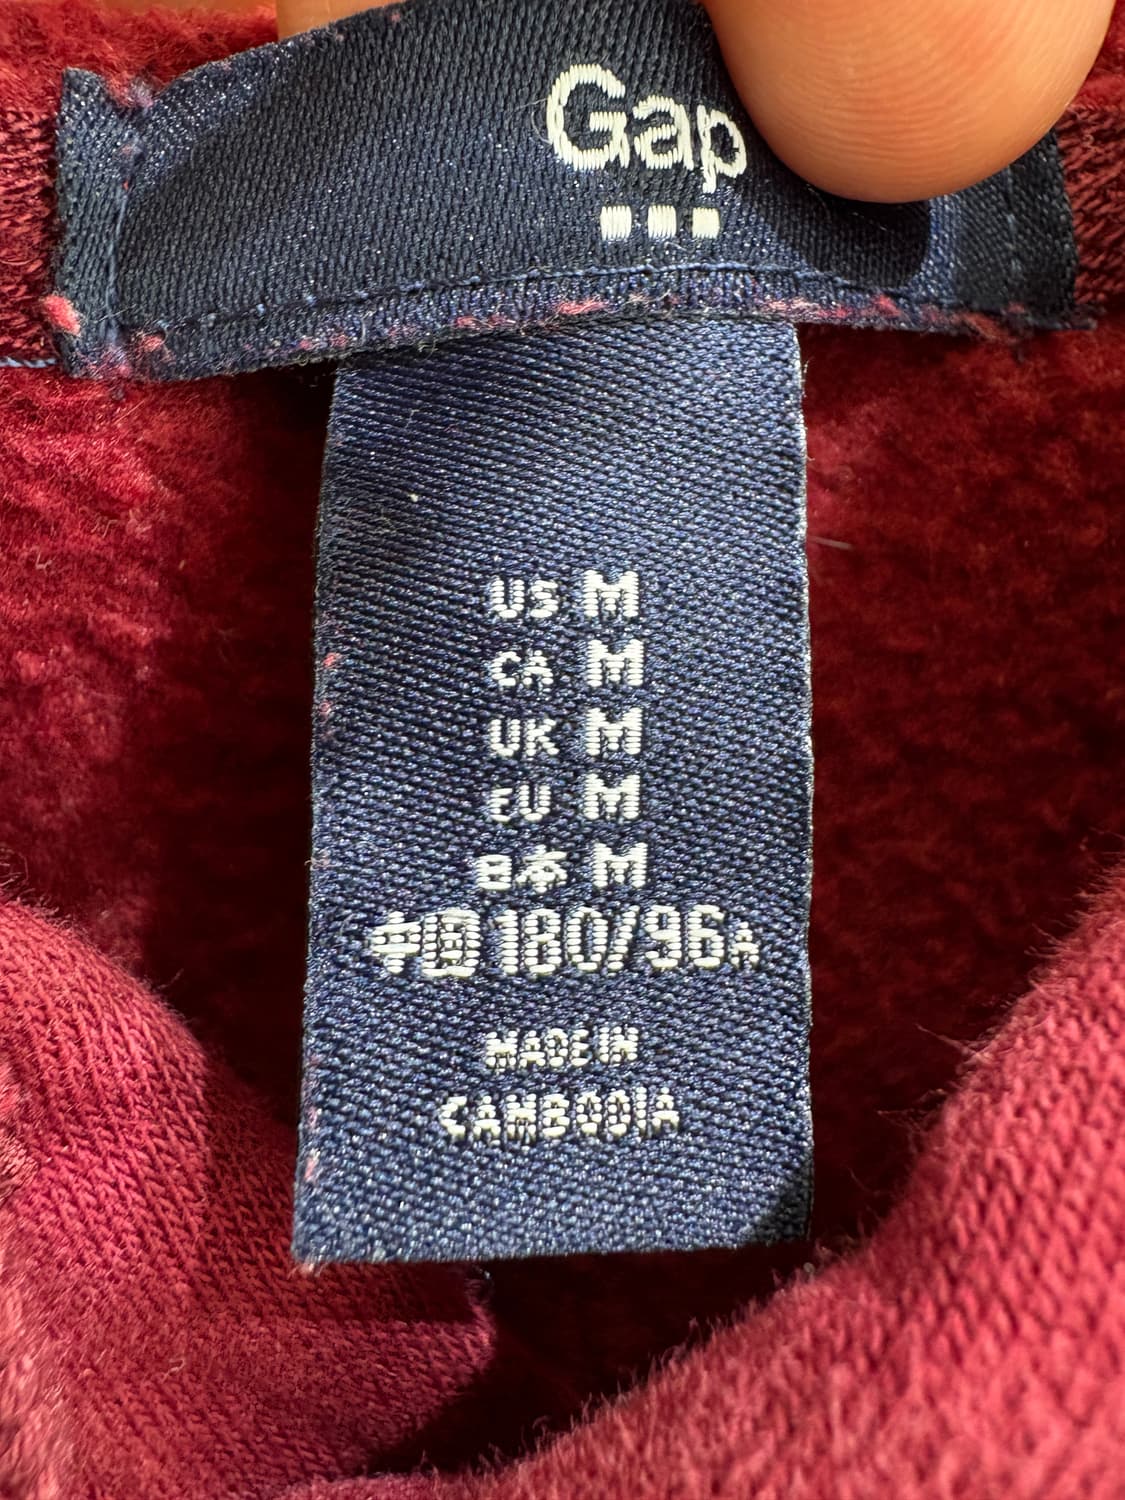 Gap
US M
CA M
UK M
EU M
日本 M
中国 180/96A
MADE IN
CAMBODIA